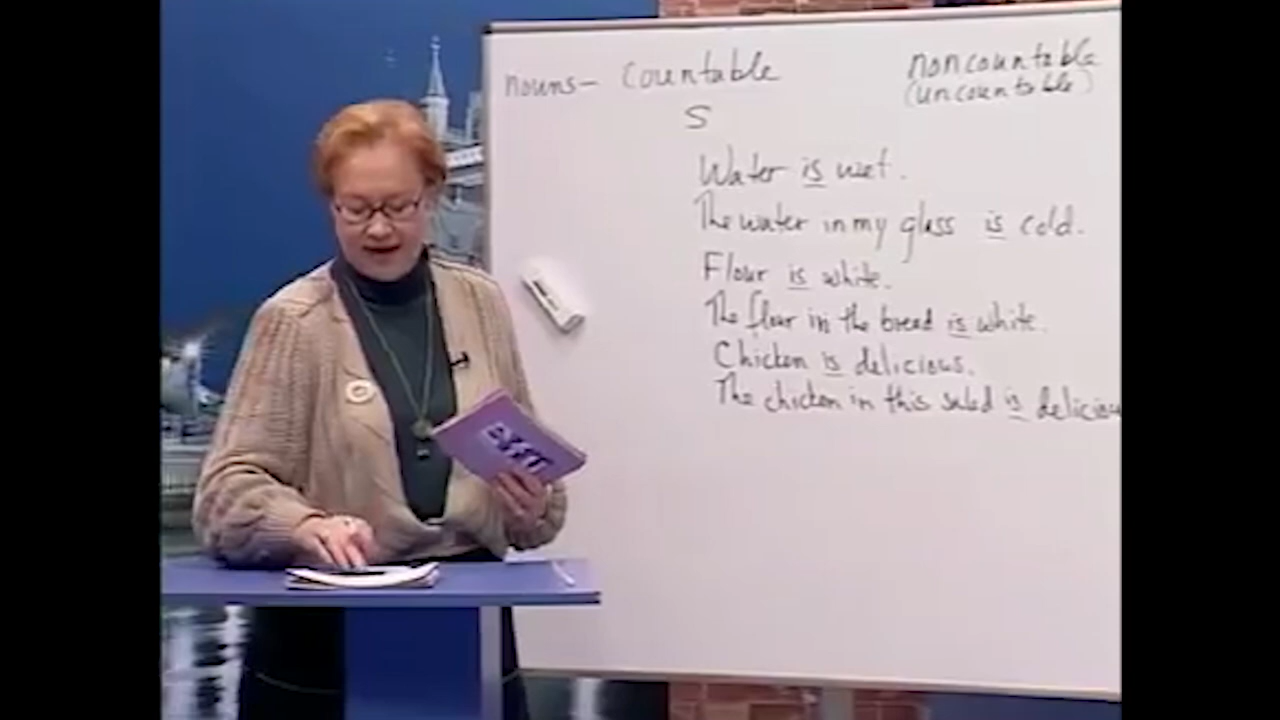 nouns— countable noncountable
S (uncountable)
Water is wet.
The water in my glass is cold.
Flour is white.
The flour in the bread is white.
Chicken is delicious.
The chicken in this salad is deliciou